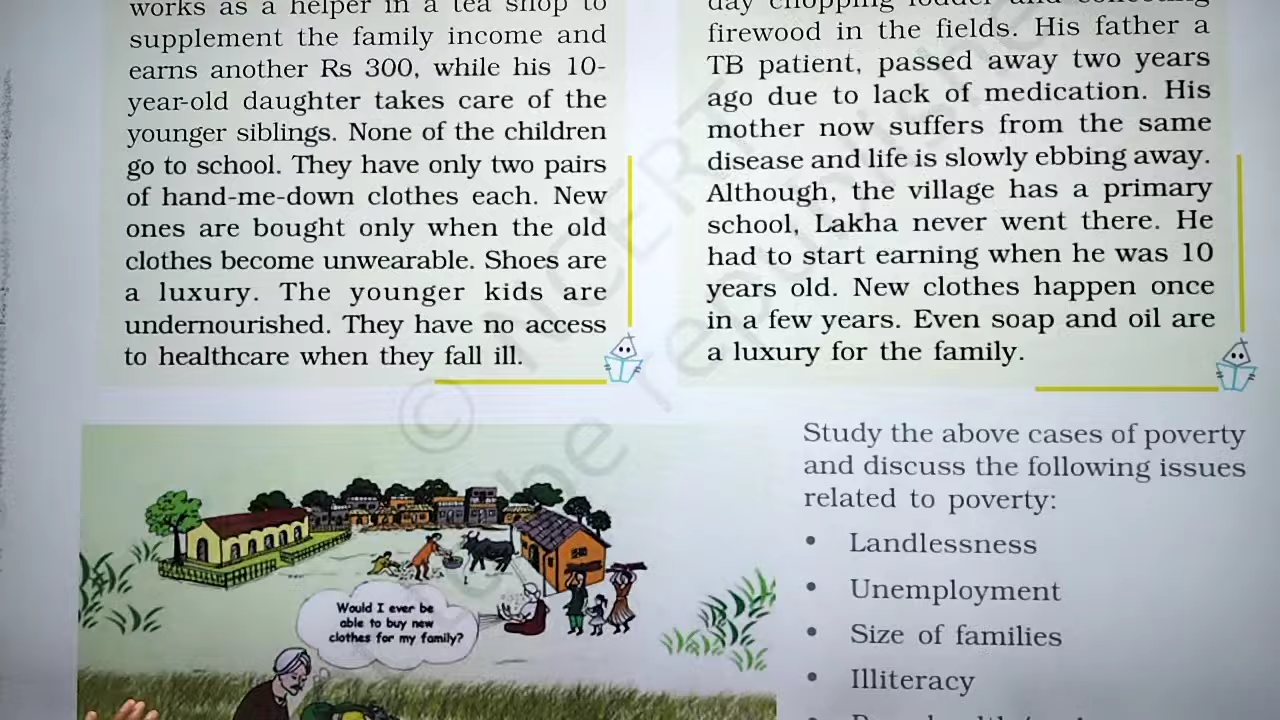 works as a helper in a tea shop to
supplement the family income and
earns another Rs 300, while his 10-
year-old daughter takes care of the
younger siblings. None of the children
go to school. They have only two pairs
of hand-me-down clothes each. New
ones are bought only when the old
clothes become unwearable. Shoes are
a luxury. The younger kids are
undernourished. They have no access
to healthcare when they fall ill.
day chopping fodder and collecting
firewood in the fields. His father a
TB patient, passed away two years
ago due to lack of medication. His
mother now suffers from the same
disease and life is slowly ebbing away.
Although, the village has a primary
school, Lakha never went there. He
had to start earning when he was 10
years old. New clothes happen once
in a few years. Even soap and oil are
a luxury for the family.
Would I ever be
able to buy new
clothes for my family?
Study the above cases of poverty
and discuss the following issues
related to poverty:
• Landlessness
• Unemployment
• Size of families
• Illiteracy
© NCERT
be republished